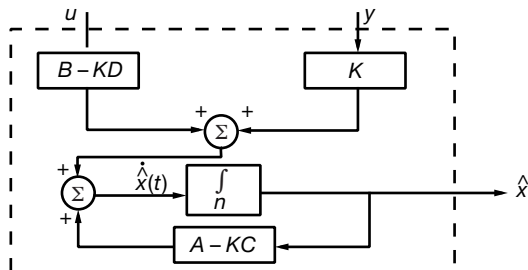 u
y
B – KD
K
+ +
Σ
+
Σ
+
x̂̇(t)
∫
n
x̂
A – KC